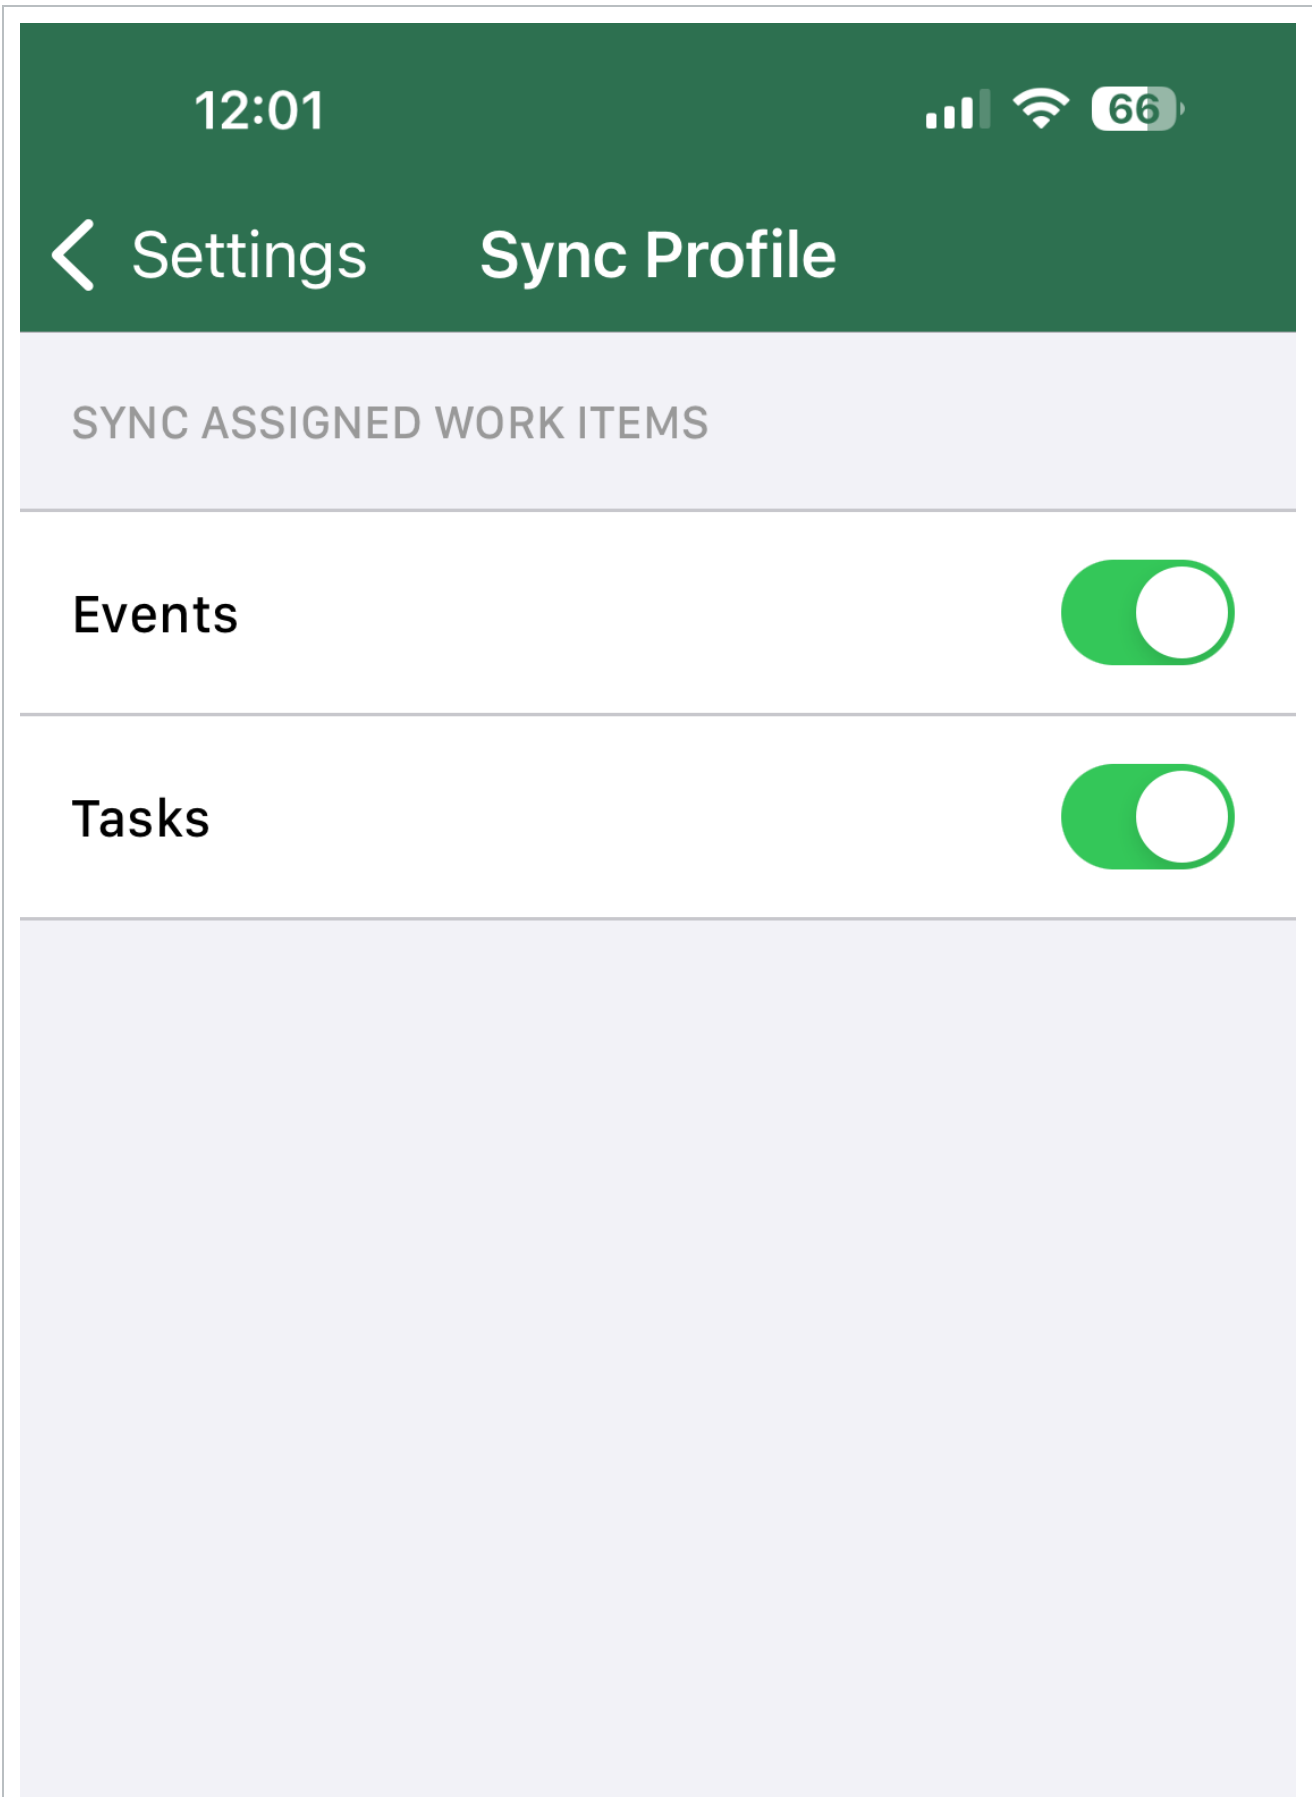 12:01 66
Settings Sync Profile
SYNC ASSIGNED WORK ITEMS
Events
Tasks